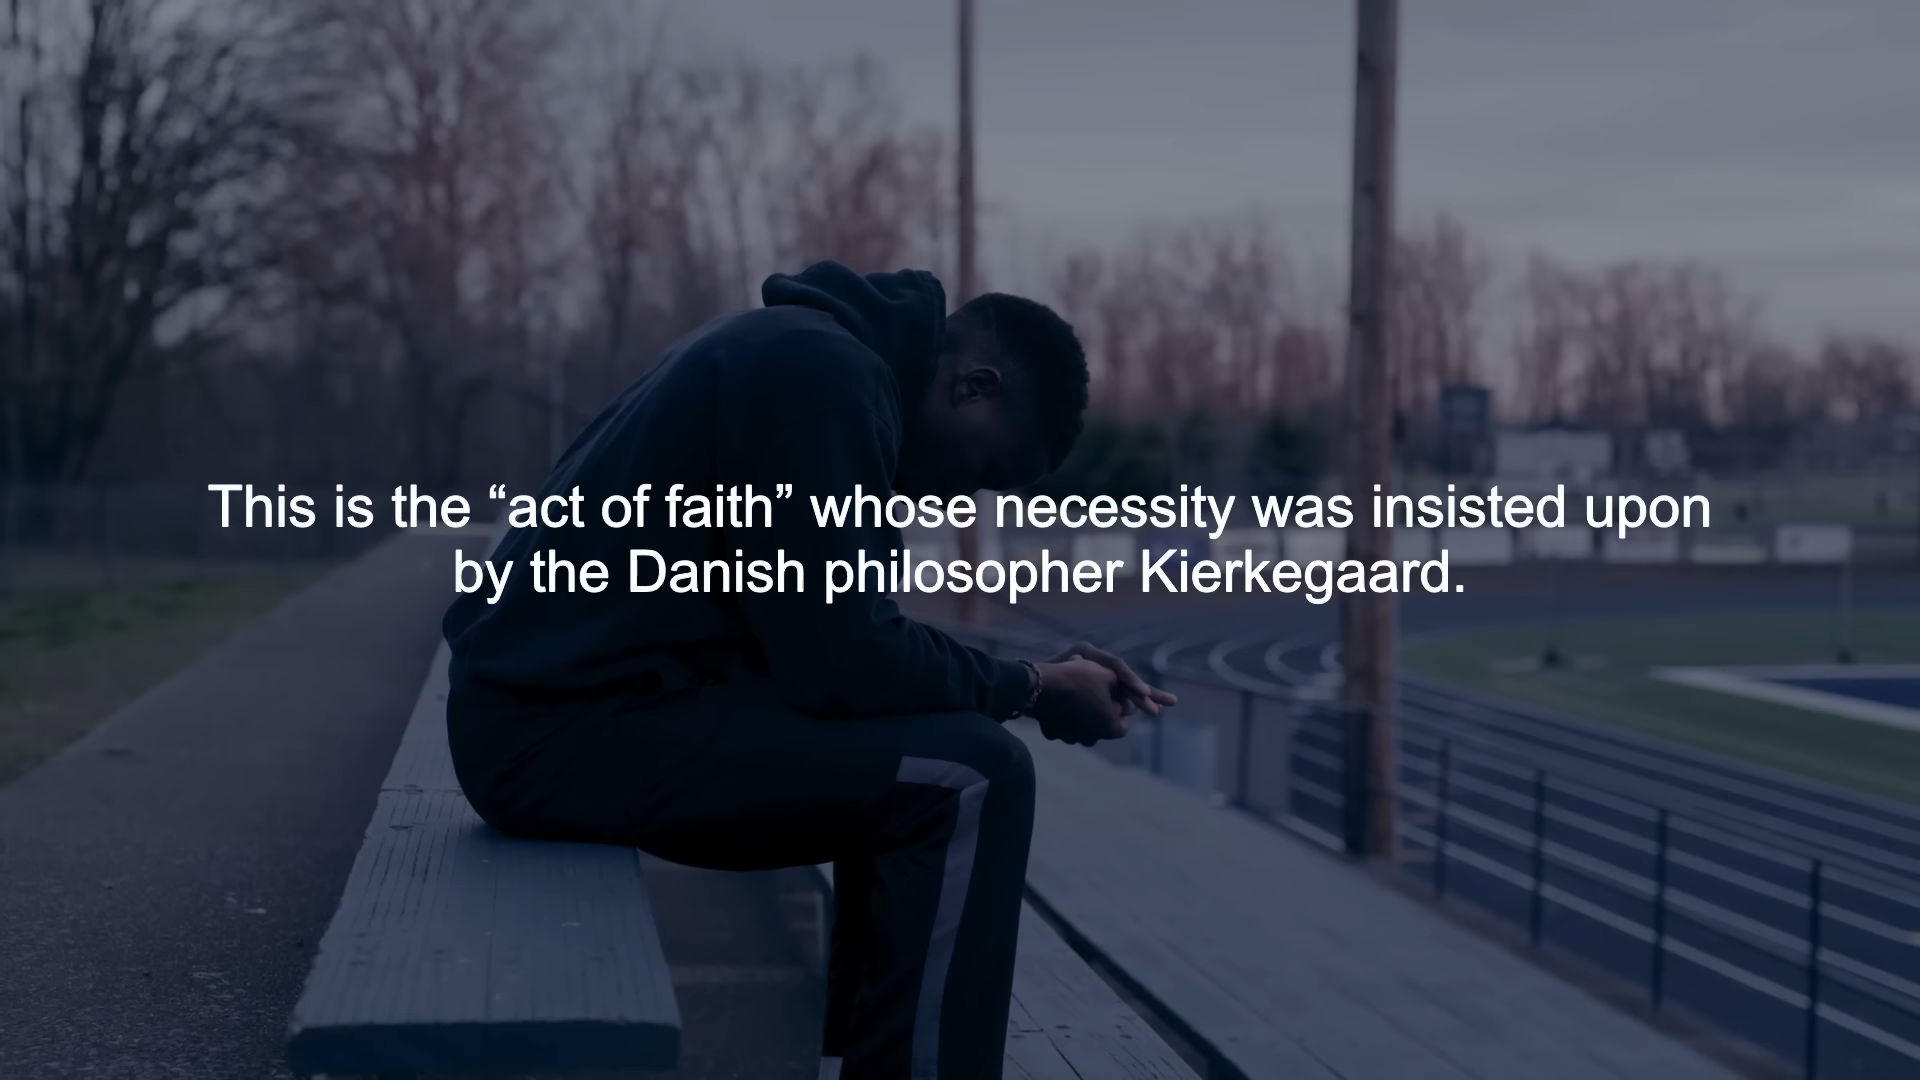 This is the “act of faith” whose necessity was insisted upon
by the Danish philosopher Kierkegaard.